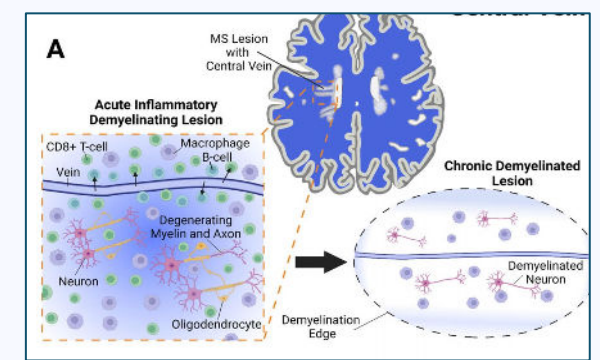 Central Vein
A
MS Lesion
with
Central Vein
Acute Inflammatory
Demyelinating Lesion
CD8+ T-cell
Macrophage
B-cell
Vein
Degenerating
Myelin and Axon
Neuron
Oligodendrocyte
Chronic Demyelinated
Lesion
Demyelinated
Neuron
Demyelination
Edge